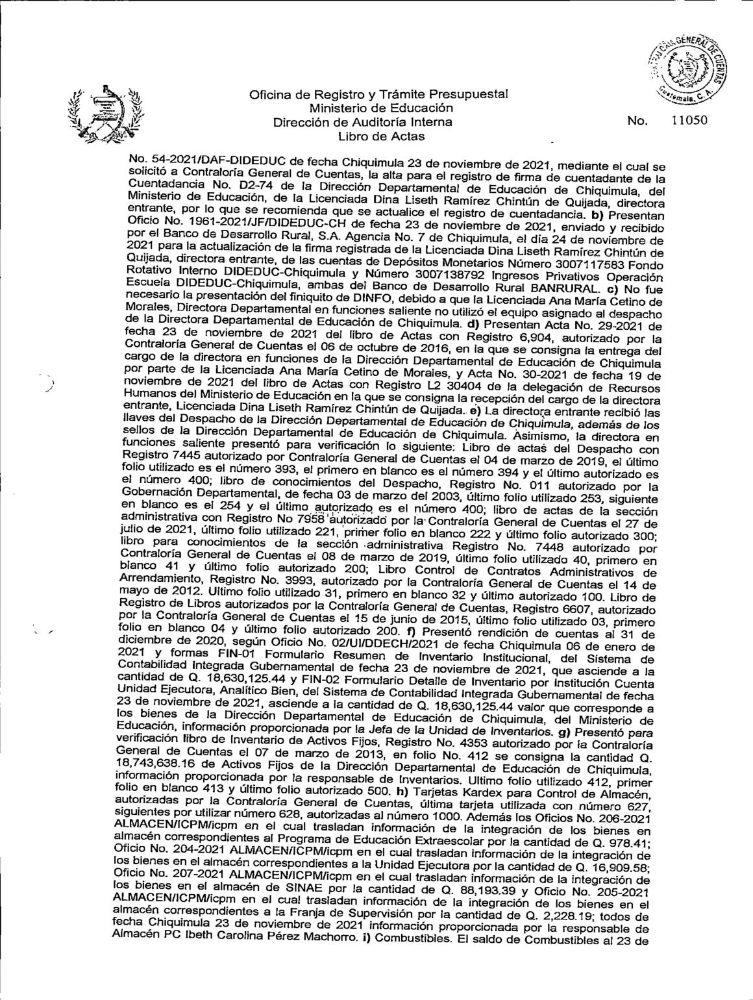 CONTRALORIA GENERAL DE CUENTAS
Guatemala, C. A.
Oficina de Registro y Trámite Presupuestal
Ministerio de Educación
Dirección de Auditoría Interna
Libro de Actas
No. 11050
No. 54-2021/DAF-DIDEDUC de fecha Chiquimula 23 de noviembre de 2021, mediante el cual se
solicitó a Contraloría General de Cuentas, la alta para el registro de firma de cuentadante de la
Cuentadancia No. D2-74 de la Dirección Departamental de Educación de Chiquimula, del
Ministerio de Educación, de la Licenciada Dina Liseth Ramírez Chintún de Quijada, directora
entrante, por lo que se recomienda que se actualice el registro de cuentadancia. b) Presentan
Oficio No. 1961-2021/JF/DIDEDUC-CH de fecha 23 de noviembre de 2021, enviado y recibido
por el Banco de Desarrollo Rural, S.A. Agencia No. 7 de Chiquimula, el día 24 de noviembre de
2021 para la actualización de la firma registrada de la Licenciada Dina Liseth Ramírez Chintún de
Quijada, directora entrante, de las cuentas de Depósitos Monetarios Número 3007117583 Fondo
Rotativo Interno DIDEDUC-Chiquimula y Número 3007138792 Ingresos Privativos Operación
Escuela DIDEDUC-Chiquimula, ambas del Banco de Desarrollo Rural BANRURAL. c) No fue
necesario la presentación del finiquito de DINFO, debido a que la Licenciada Ana María Cetino de
Morales, Directora Departamental en funciones saliente no utilizó el equipo asignado al despacho
de la Directora Departamental de Educación de Chiquimula. d) Presentan Acta No. 29-2021 de
fecha 23 de noviembre de 2021 del libro de Actas con Registro 6,904, autorizado por la
Contraloría General de Cuentas el 06 de octubre de 2016, en la que se consigna la entrega del
cargo de la directora en funciones de la Dirección Departamental de Educación de Chiquimula
por parte de la Licenciada Ana María Cetino de Morales, y Acta No. 30-2021 de fecha 19 de
noviembre de 2021 del libro de Actas con Registro L2 30404 de la delegación de Recursos
Humanos del Ministerio de Educación en la que se consigna la recepción del cargo de la directora
entrante, Licenciada Dina Liseth Ramírez Chintún de Quijada. e) La directora entrante recibió las
llaves del Despacho de la Dirección Departamental de Educación de Chiquimula, además de los
sellos de la Dirección Departamental de Educación de Chiquimula. Asimismo, la directora en
funciones saliente presentó para verificación lo siguiente: Libro de actas del Despacho con
Registro 7445 autorizado por Contraloría General de Cuentas el 04 de marzo de 2019, el último
folio utilizado es el número 393, el primero en blanco es el número 394 y el último autorizado es
el número 400; libro de conocimientos del Despacho, Registro No. 011 autorizado por la
Gobernación Departamental, de fecha 03 de marzo del 2003, último folio utilizado 253, siguiente
en blanco es el 254 y el último autorizado es el número 400; libro de actas de la sección
administrativa con Registro No 7958 autorizado por la Contraloría General de Cuentas el 27 de
julio de 2021, último folio utilizado 221, primer folio en blanco 222 y último folio autorizado 300;
libro para conocimientos de la sección administrativa Registro No. 7448 autorizado por
Contraloría General de Cuentas el 08 de marzo de 2019, último folio utilizado 40, primero en
blanco 41 y último folio autorizado 200; Libro Control de Contratos Administrativos de
Arrendamiento, Registro No. 3993, autorizado por la Contraloría General de Cuentas el 14 de
mayo de 2012. Ultimo folio utilizado 31, primero en blanco 32 y último autorizado 100. Libro de
Registro de Libros autorizados por la Contraloría General de Cuentas, Registro 6607, autorizado
por la Contraloría General de Cuentas el 15 de junio de 2015, último folio utilizado 03, primero
folio en blanco 04 y último folio autorizado 200. f) Presentó rendición de cuentas al 31 de
diciembre de 2020, según Oficio No. 02/UI/DDECH/2021 de fecha Chiquimula 06 de enero de
2021 y formas FIN-01 Formulario Resumen de Inventario Institucional, del Sistema de
Contabilidad Integrada Gubernamental de fecha 23 de noviembre de 2021, que asciende a la
cantidad de Q. 18,630,125.44 y FIN-02 Formulario Detalle de Inventario por Institución Cuenta
Unidad Ejecutora, Analítico Bien, del Sistema de Contabilidad Integrada Gubernamental de fecha
23 de noviembre de 2021, asciende a la cantidad de Q. 18,630,125.44 valor que corresponde a
los bienes de la Dirección Departamental de Educación de Chiquimula, del Ministerio de
Educación, información proporcionada por la Jefa de la Unidad de Inventarios. g) Presentó para
verificación libro de Inventario de Activos Fijos, Registro No. 4353 autorizado por la Contraloría
General de Cuentas el 07 de marzo de 2013, en folio No. 412 se consigna la cantidad Q.
18,743,638.16 de Activos Fijos de la Dirección Departamental de Educación de Chiquimula,
información proporcionada por la responsable de Inventarios. Ultimo folio utilizado 412, primer
folio en blanco 413 y último folio autorizado 500. h) Tarjetas Kardex para Control de Almacén,
autorizadas por la Contraloría General de Cuentas, última tarjeta utilizada con número 627,
siguientes por utilizar número 628, autorizadas al número 1000. Además los Oficios No. 206-2021
ALMACEN/ICPM/icpm en el cual trasladan información de la integración de los bienes en
almacén correspondientes al Programa de Educación Extraescolar por la cantidad de Q. 978.41;
Oficio No. 204-2021 ALMACEN/ICPM/icpm en el cual trasladan información de la integración de
los bienes en el almacén correspondientes a la Unidad Ejecutora por la cantidad de Q. 16,909.58;
Oficio No. 207-2021 ALMACEN/ICPM/icpm en el cual trasladan información de la integración de
los bienes en el almacén de SINAE por la cantidad de Q. 88,193.39 y Oficio No. 205-2021
ALMACEN/ICPM/icpm en el cual trasladan información de la integración de los bienes en el
almacén correspondientes a la Franja de Supervisión por la cantidad de Q. 2,228.19; todos de
fecha Chiquimula 23 de noviembre de 2021 información proporcionada por la responsable de
Almacén PC Ibeth Carolina Pérez Machorro. i) Combustibles. El saldo de Combustibles al 23 de